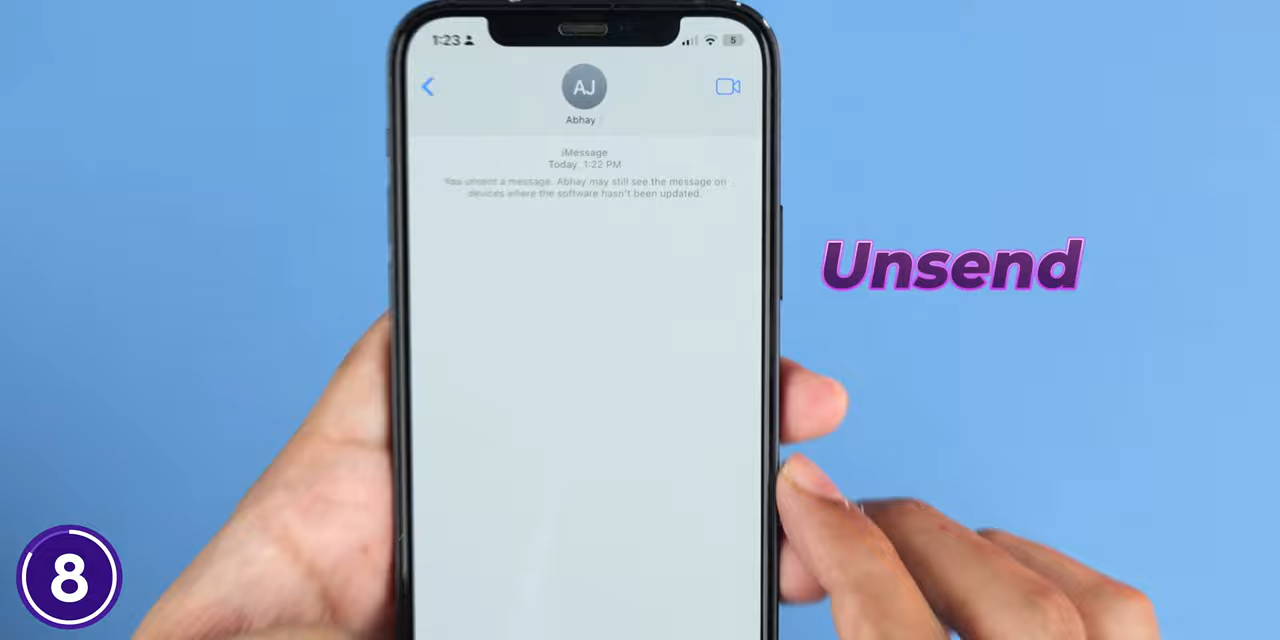 1:23
5
AJ
Abhay
iMessage
Today 1:22 PM
You unsent a message. Abhay may still see the message on
devices where the software hasn't been updated.
Unsend
8